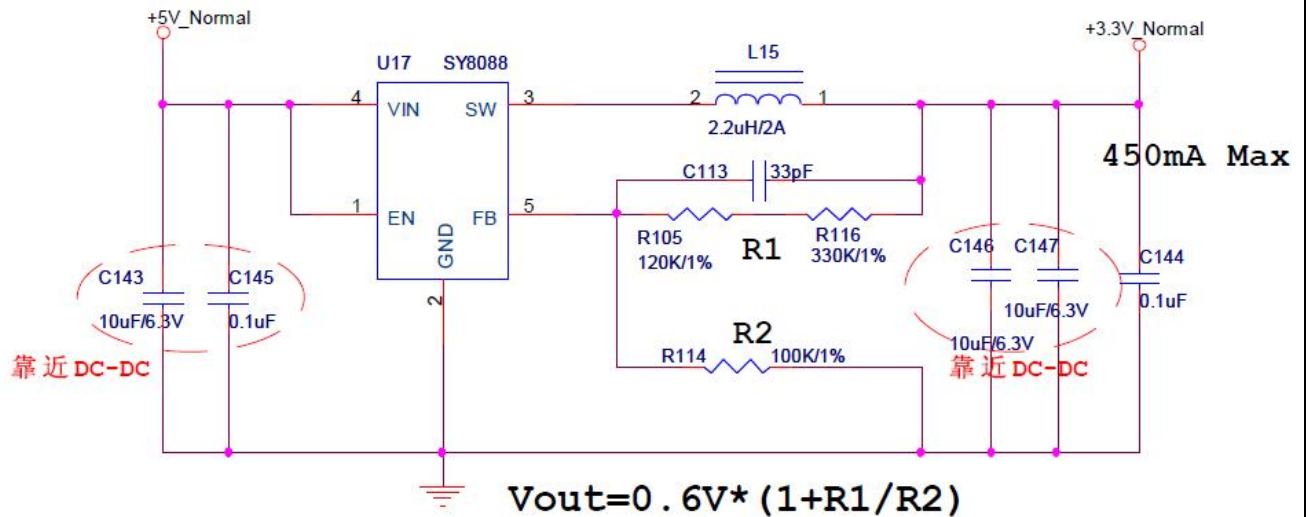 +5V_Normal
+3.3V_Normal
U17 SY8088
L15
4 VIN SW 3 2 1
2.2uH/2A
450mA Max
C113 33pF
1 EN FB 5
GND
2
R105 R1 R116
120K/1% 330K/1%
C143 C145
10uF/6.3V 0.1uF
C146 C147 C144
10uF/6.3V 0.1uF
10uF/6.3V
R2
R114 100K/1%
靠近DC-DC
靠近DC-DC
Vout=0.6V*(1+R1/R2)